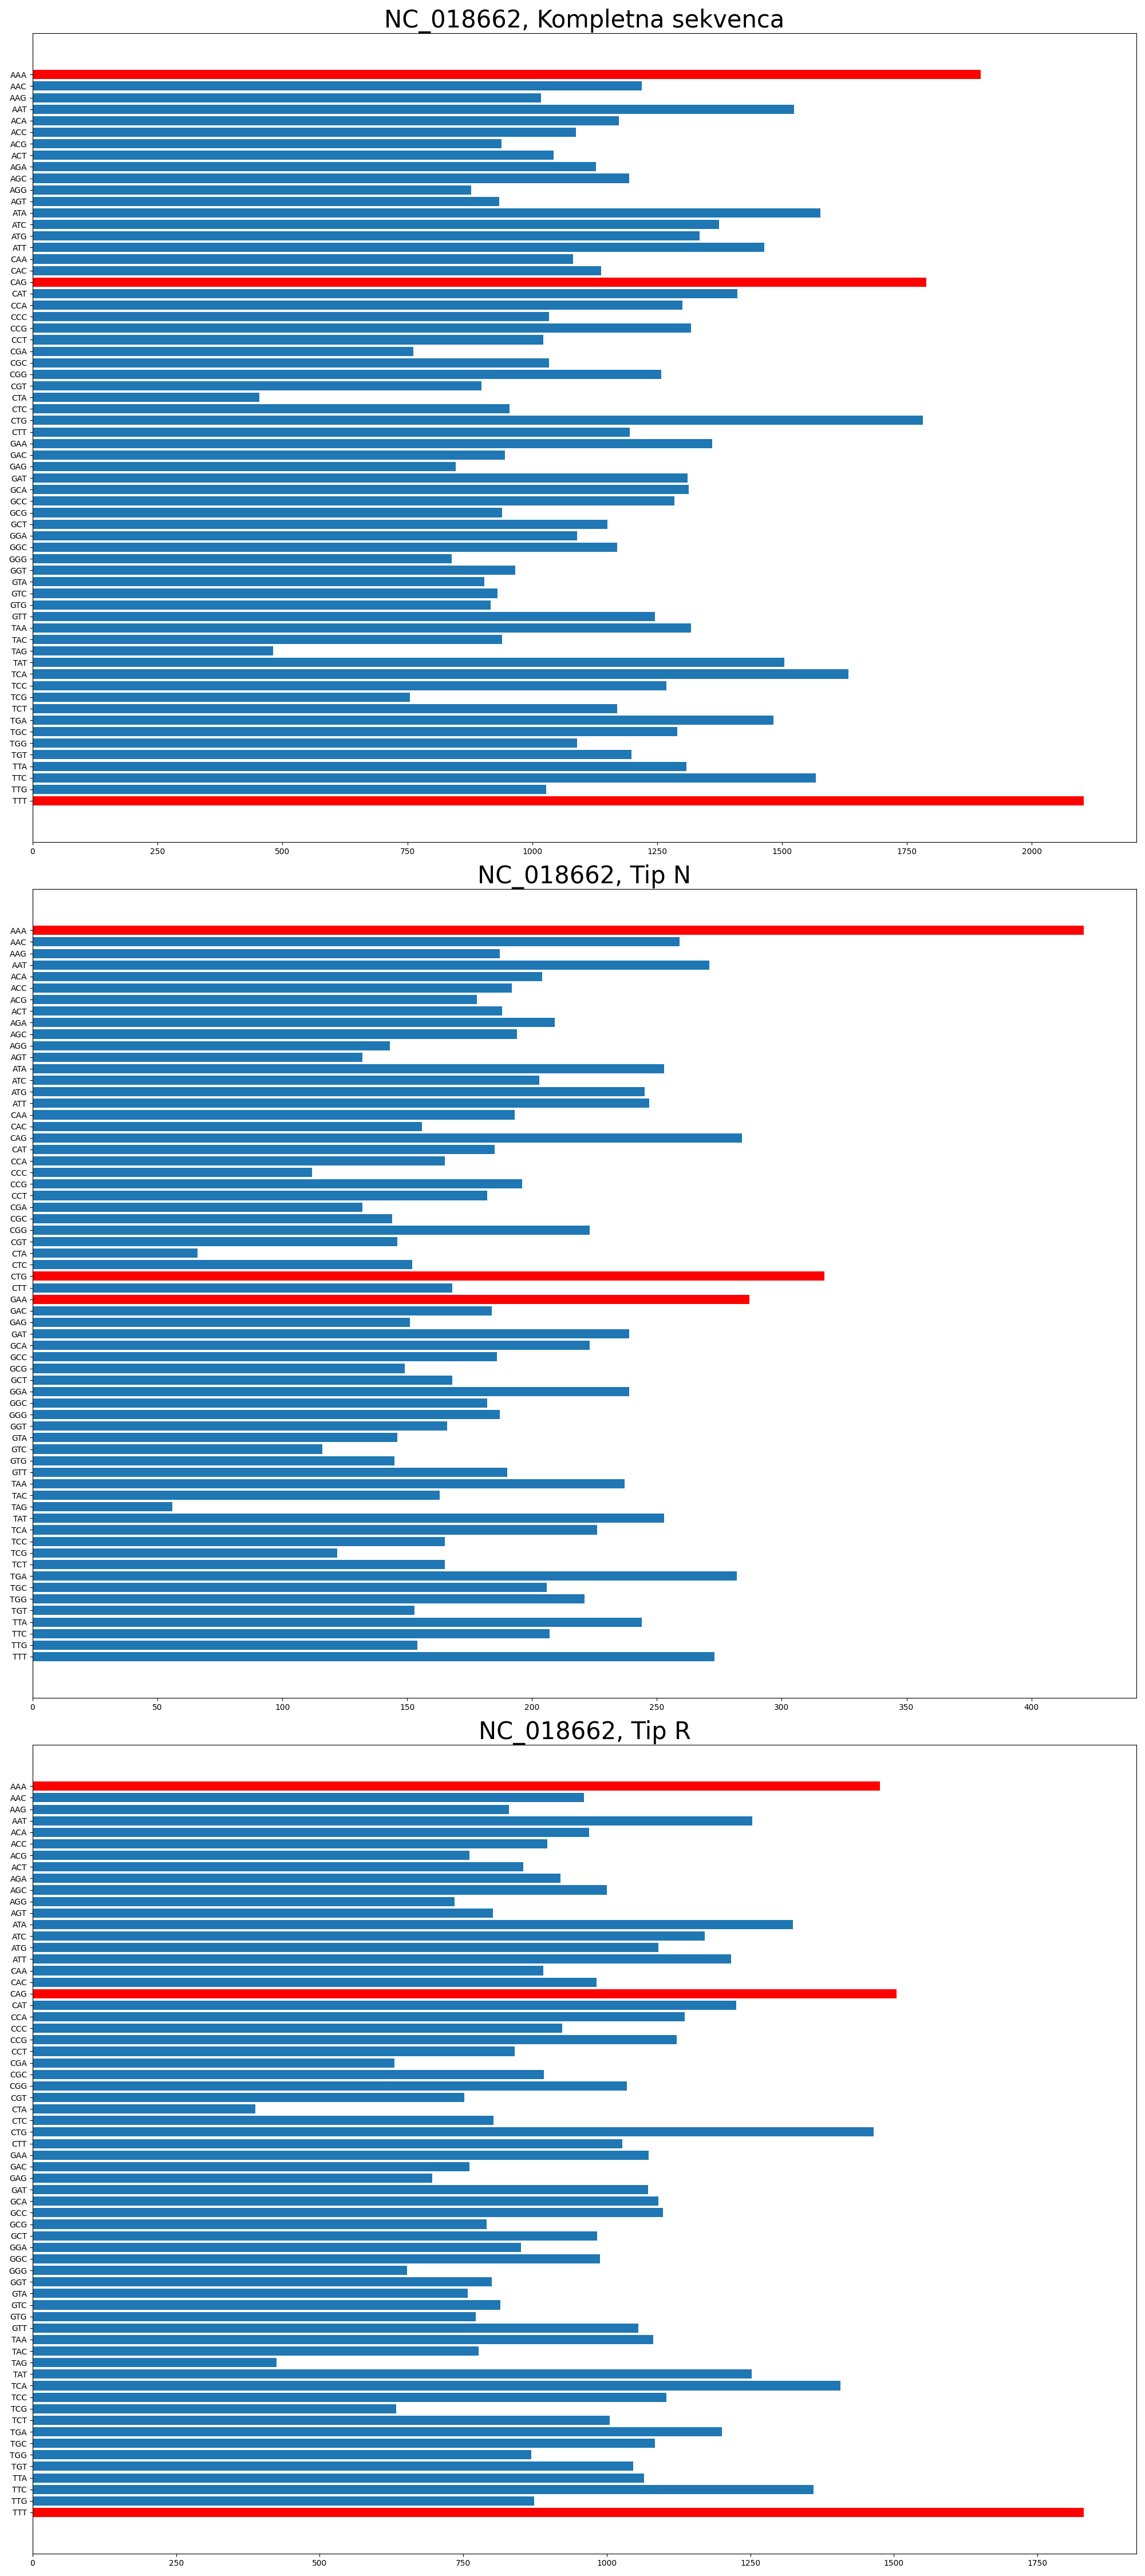 NC_018662, Kompletna sekvenca
AAA
AAC
AAG
AAT
ACA
ACC
ACG
ACT
AGA
AGC
AGG
AGT
ATA
ATC
ATG
ATT
CAA
CAC
CAG
CAT
CCA
CCC
CCG
CCT
CGA
CGC
CGG
CGT
CTA
CTC
CTG
CTT
GAA
GAC
GAG
GAT
GCA
GCC
GCG
GCT
GGA
GGC
GGG
GGT
GTA
GTC
GTG
GTT
TAA
TAC
TAG
TAT
TCA
TCC
TCG
TCT
TGA
TGC
TGG
TGT
TTA
TTC
TTG
TTT
0 250 500 750 1000 1250 1500 1750 2000
NC_018662, Tip N
AAA
AAC
AAG
AAT
ACA
ACC
ACG
ACT
AGA
AGC
AGG
AGT
ATA
ATC
ATG
ATT
CAA
CAC
CAG
CAT
CCA
CCC
CCG
CCT
CGA
CGC
CGG
CGT
CTA
CTC
CTG
CTT
GAA
GAC
GAG
GAT
GCA
GCC
GCG
GCT
GGA
GGC
GGG
GGT
GTA
GTC
GTG
GTT
TAA
TAC
TAG
TAT
TCA
TCC
TCG
TCT
TGA
TGC
TGG
TGT
TTA
TTC
TTG
TTT
0 50 100 150 200 250 300 350 400
NC_018662, Tip R
AAA
AAC
AAG
AAT
ACA
ACC
ACG
ACT
AGA
AGC
AGG
AGT
ATA
ATC
ATG
ATT
CAA
CAC
CAG
CAT
CCA
CCC
CCG
CCT
CGA
CGC
CGG
CGT
CTA
CTC
CTG
CTT
GAA
GAC
GAG
GAT
GCA
GCC
GCG
GCT
GGA
GGC
GGG
GGT
GTA
GTC
GTG
GTT
TAA
TAC
TAG
TAT
TCA
TCC
TCG
TCT
TGA
TGC
TGG
TGT
TTA
TTC
TTG
TTT
0 250 500 750 1000 1250 1500 1750